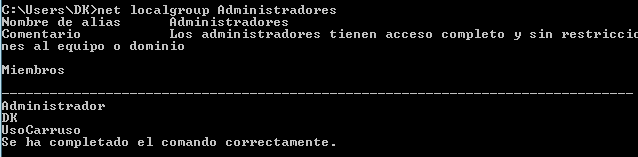 C:\Users\DK>net localgroup Administradores
Nombre de alias     Administradores
Comentario          Los administradores tienen acceso completo y sin restriccio
nes al equipo o dominio
Miembros
-------------------------------------------------------------------------------
Administrador
DK
UsoCarruso
Se ha completado el comando correctamente.